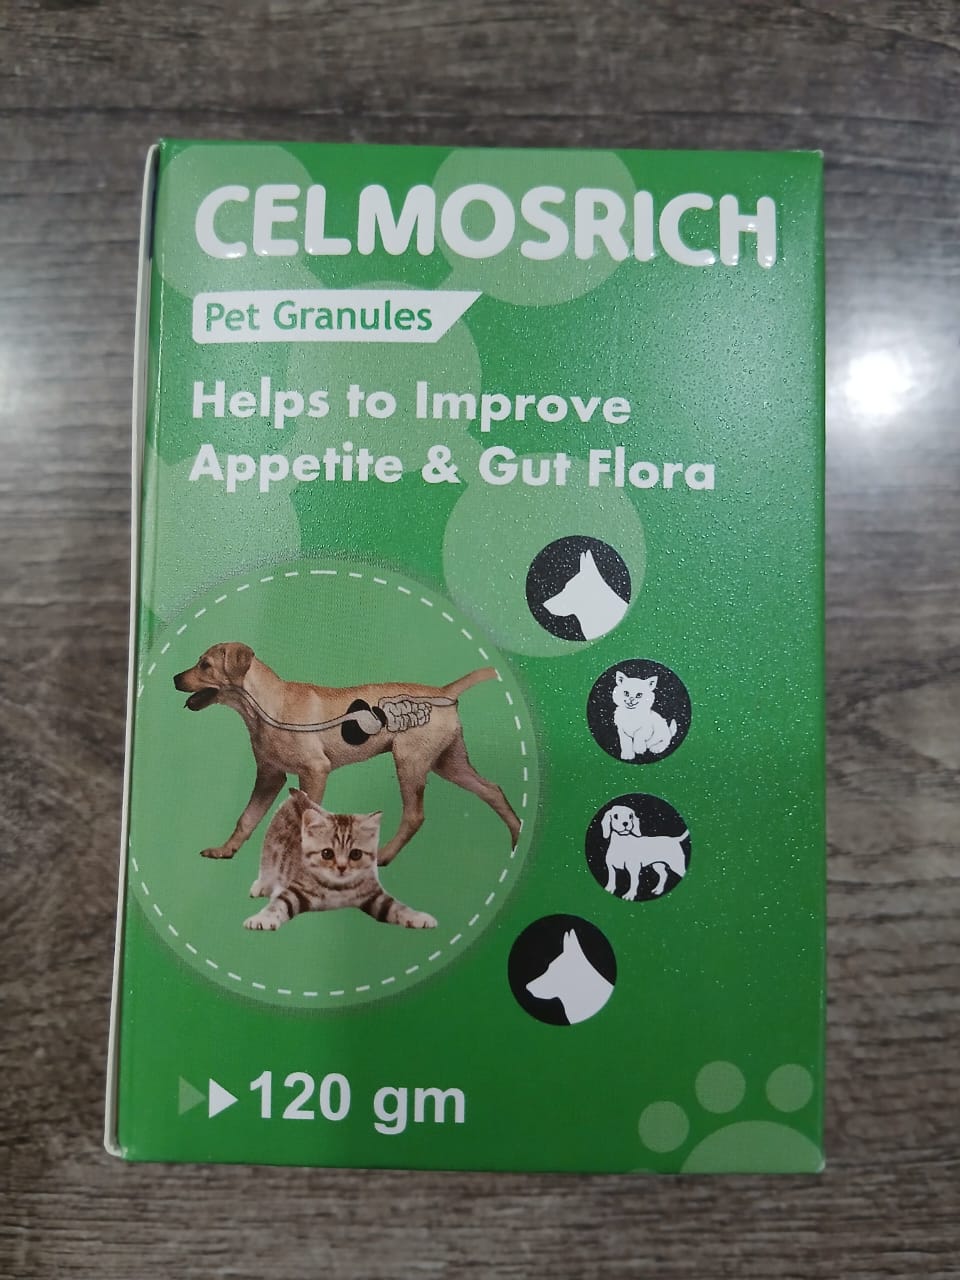 CELMOSRICH
Pet Granules
Helps to Improve
Appetite & Gut Flora
120 gm